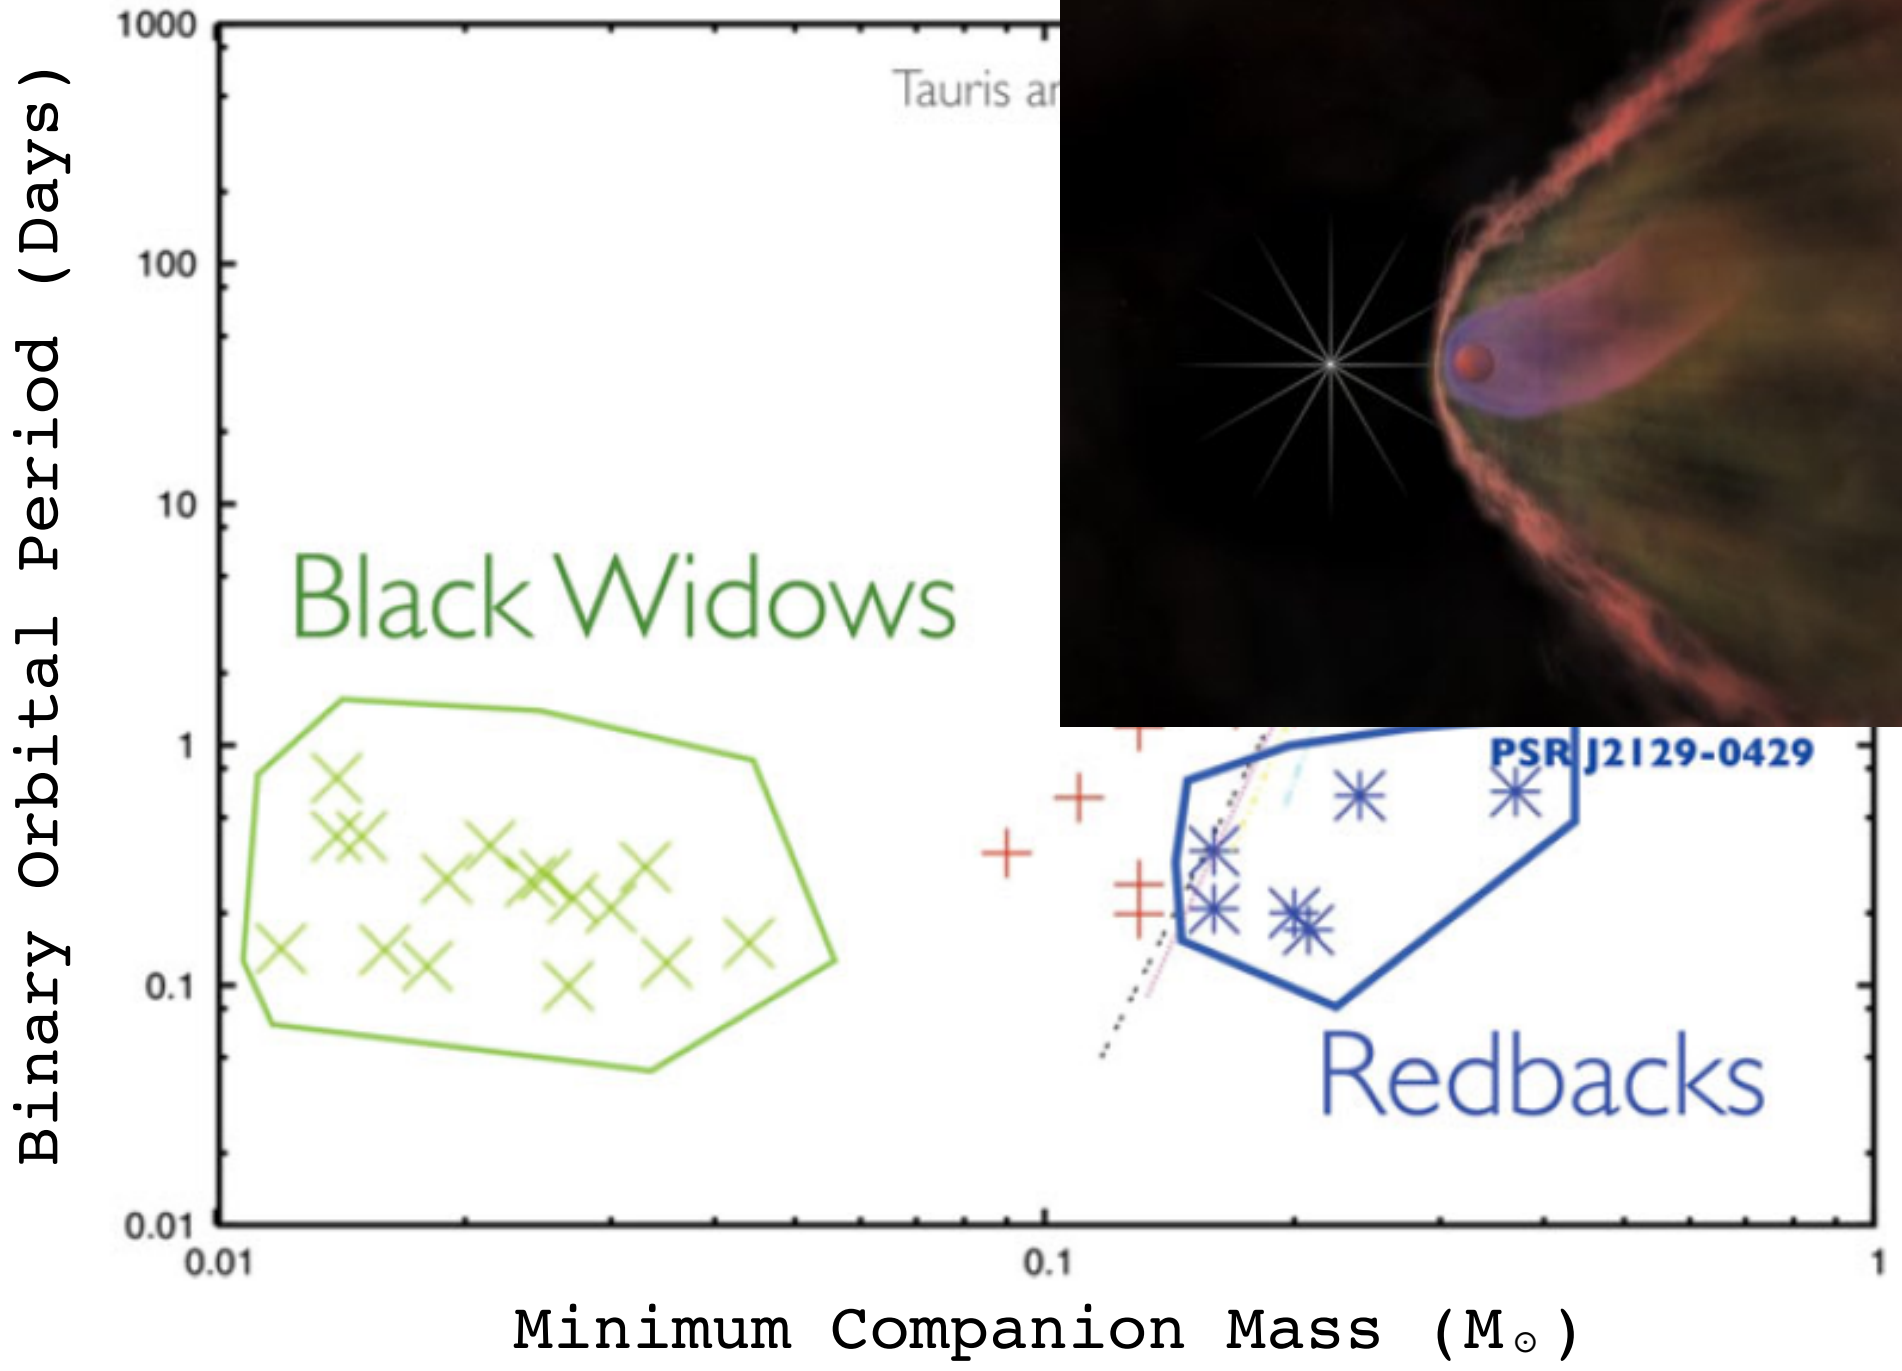 1000
Tauris ar
100
10
1
0.1
0.01
Binary Orbital Period (Days)
Black Widows
PSR J2129-0429
Redbacks
0.01
0.1
1
Minimum Companion Mass (M☉)